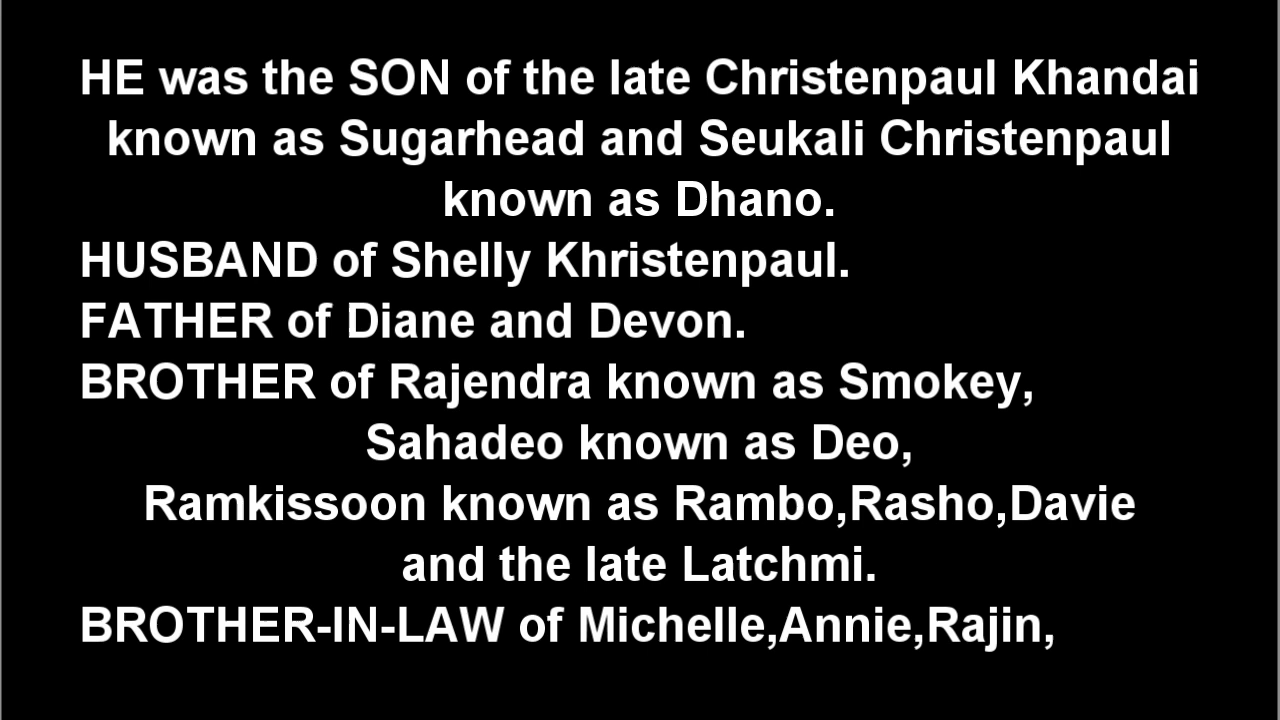 HE was the SON of the late Christenpaul Khandai
known as Sugarhead and Seukali Christenpaul
known as Dhano.
HUSBAND of Shelly Khristenpaul.
FATHER of Diane and Devon.
BROTHER of Rajendra known as Smokey,
Sahadeo known as Deo,
Ramkissoon known as Rambo,Rasho,Davie
and the late Latchmi.
BROTHER-IN-LAW of Michelle,Annie,Rajin,